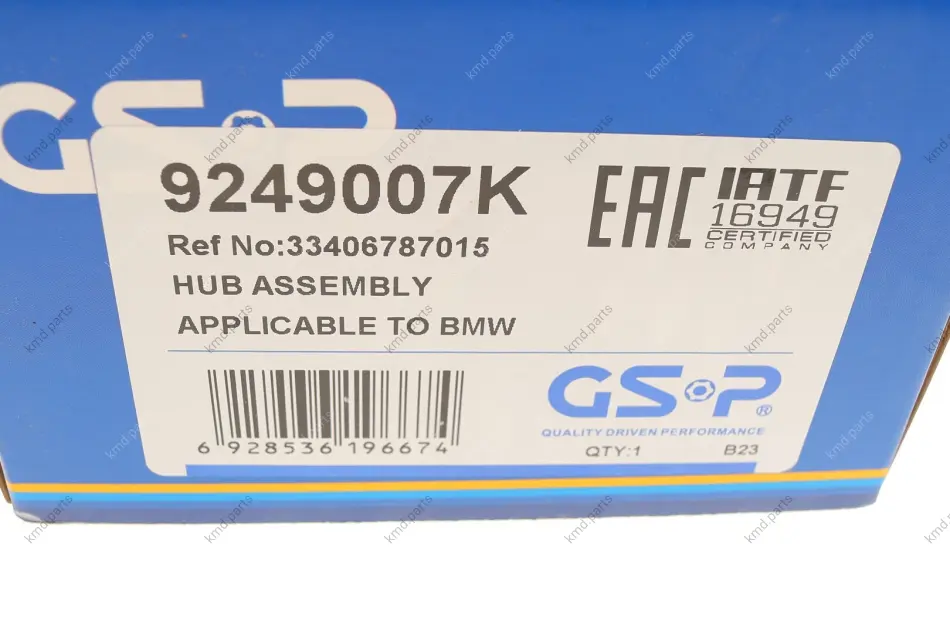 GSP
9249007K
EAC
IATF
16949
CERTIFIED
COMPANY
Ref No:33406787015
HUB ASSEMBLY
APPLICABLE TO BMW
GSP®
QUALITY DRIVEN PERFORMANCE
6 928536 196674
QTY:1 B23
kmd.parts